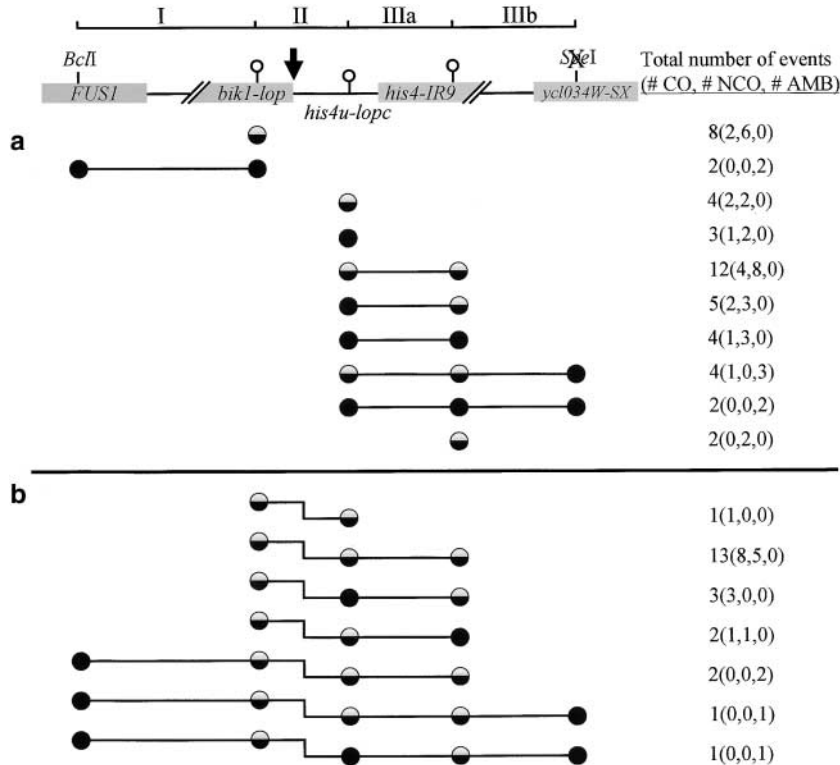 I II IIIa IIIb
BclI SpeI Total number of events
(# CO, # NCO, # AMB)
FUS1 bik1-lop his4-IR9 ycl034W-SX
his4u-lopc
a
8(2,6,0)
2(0,0,2)
4(2,2,0)
3(1,2,0)
12(4,8,0)
5(2,3,0)
4(1,3,0)
4(1,0,3)
2(0,0,2)
2(0,2,0)
b
1(1,0,0)
13(8,5,0)
3(3,0,0)
2(1,1,0)
2(0,0,2)
1(0,0,1)
1(0,0,1)